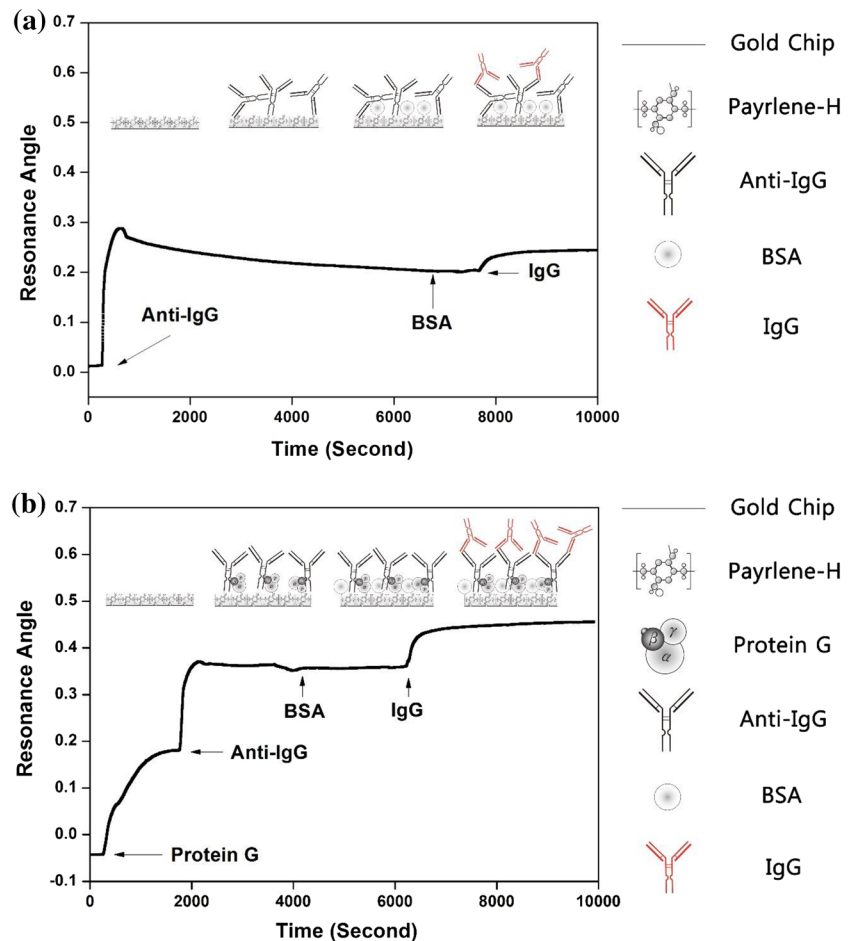 (a)
0.7
0.6
0.5
0.4
0.3
0.2
0.1
0.0
Resonance Angle
Anti-IgG
BSA
IgG
0 2000 4000 6000 8000 10000
Time (Second)
Gold Chip
Payrlene-H
Anti-IgG
BSA
IgG
(b)
0.7
0.6
0.5
0.4
0.3
0.2
0.1
0.0
-0.1
Resonance Angle
Protein G
Anti-IgG
BSA
IgG
0 2000 4000 6000 8000 10000
Time (Second)
Gold Chip
Payrlene-H
β γ
α
Protein G
Anti-IgG
BSA
IgG